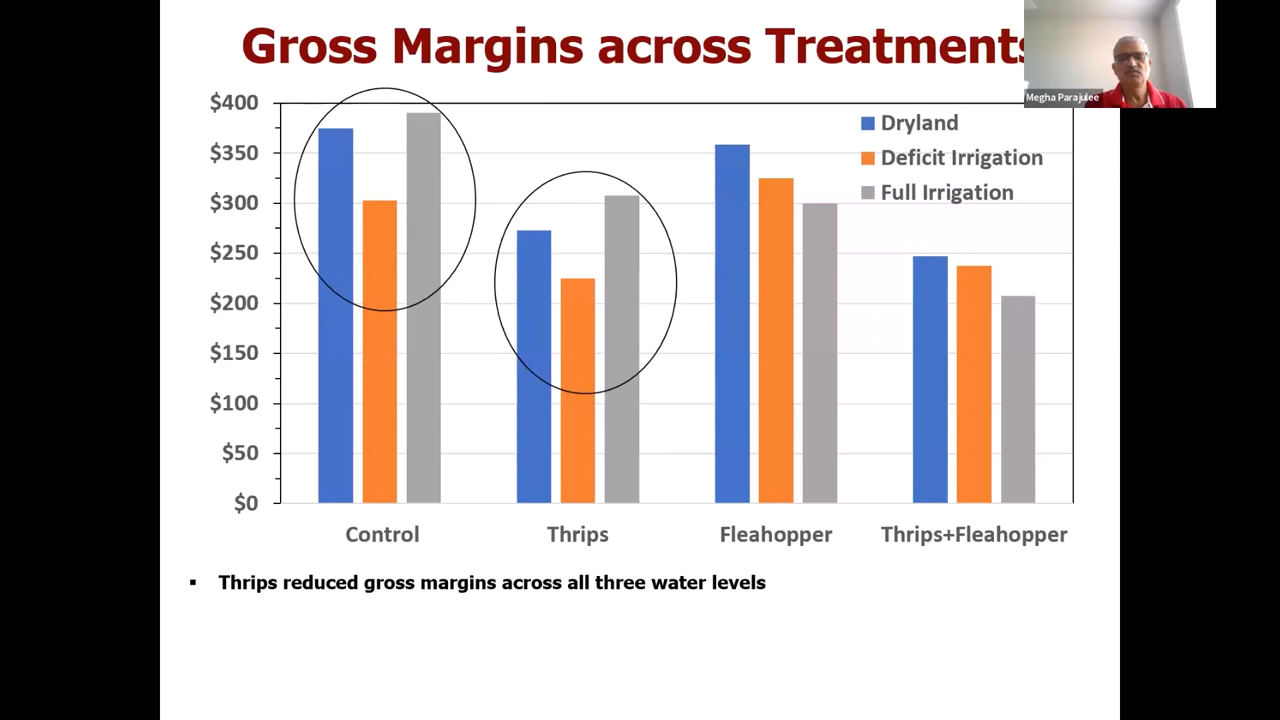 Gross Margins across Treatments
Megha Parajulee
$400
$350
$300
$250
$200
$150
$100
$50
$0
Dryland
Deficit Irrigation
Full Irrigation
Control Thrips Fleahopper Thrips+Fleahopper
▪ Thrips reduced gross margins across all three water levels